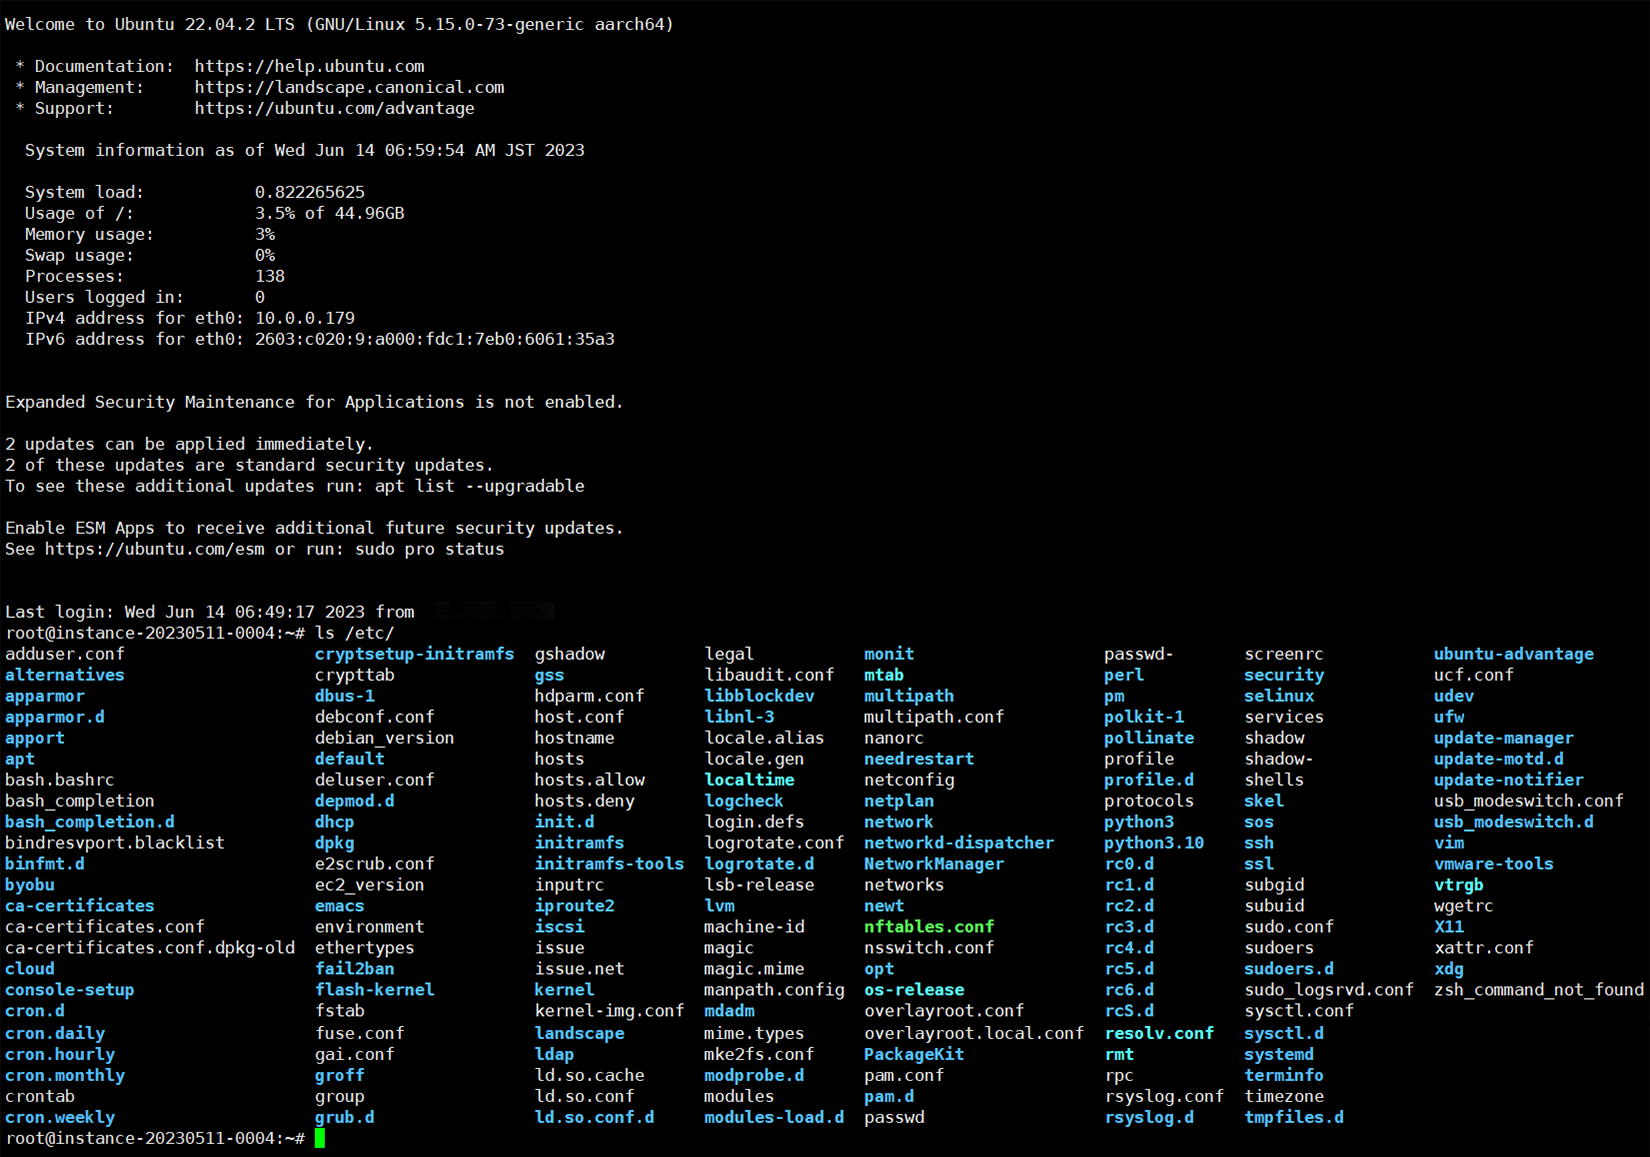 Welcome to Ubuntu 22.04.2 LTS (GNU/Linux 5.15.0-73-generic aarch64)
* Documentation:  https://help.ubuntu.com
* Management:     https://landscape.canonical.com
* Support:        https://ubuntu.com/advantage
System information as of Wed Jun 14 06:59:54 AM JST 2023
System load:           0.822265625
Usage of /:            3.5% of 44.96GB
Memory usage:          3%
Swap usage:            0%
Processes:             138
Users logged in:       0
IPv4 address for eth0: 10.0.0.179
IPv6 address for eth0: 2603:c020:9:a000:fdc1:7eb0:6061:35a3
Expanded Security Maintenance for Applications is not enabled.
2 updates can be applied immediately.
2 of these updates are standard security updates.
To see these additional updates run: apt list --upgradable
Enable ESM Apps to receive additional future security updates.
See https://ubuntu.com/esm or run: sudo pro status
Last login: Wed Jun 14 06:49:17 2023 from
root@instance-20230511-0004:~# ls /etc/
adduser.conf cryptsetup-initramfs gshadow legal monit passwd- screenrc ubuntu-advantage
alternatives crypttab gss libaudit.conf mtab perl security ucf.conf
apparmor dbus-1 hdparm.conf libblockdev multipath pm selinux udev
apparmor.d debconf.conf host.conf libnl-3 multipath.conf polkit-1 services ufw
apport debian_version hostname locale.alias nanorc pollinate shadow update-manager
apt default hosts locale.gen needrestart profile shadow- update-motd.d
bash.bashrc deluser.conf hosts.allow localtime netconfig profile.d shells update-notifier
bash_completion depmod.d hosts.deny logcheck netplan protocols skel usb_modeswitch.conf
bash_completion.d dhcp init.d login.defs network python3 sos usb_modeswitch.d
bindresvport.blacklist dpkg initramfs logrotate.conf networkd-dispatcher python3.10 ssh vim
binfmt.d e2scrub.conf initramfs-tools logrotate.d NetworkManager rc0.d ssl vmware-tools
byobu ec2_version inputrc lsb-release networks rc1.d subgid vtrgb
ca-certificates emacs iproute2 lvm newt rc2.d subuid wgetrc
ca-certificates.conf environment iscsi machine-id nftables.conf rc3.d sudo.conf X11
ca-certificates.conf.dpkg-old ethertypes issue magic nsswitch.conf rc4.d sudoers xattr.conf
cloud fail2ban issue.net magic.mime opt rc5.d sudoers.d xdg
console-setup flash-kernel kernel manpath.config os-release rc6.d sudo_logsrvd.conf zsh_command_not_found
cron.d fstab kernel-img.conf mdadm overlayroot.conf rcS.d sysctl.conf
cron.daily fuse.conf landscape mime.types overlayroot.local.conf resolv.conf sysctl.d
cron.hourly gai.conf ldap mke2fs.conf PackageKit rmt systemd
cron.monthly groff ld.so.cache modprobe.d pam.conf rpc terminfo
crontab group ld.so.conf modules pam.d rsyslog.conf timezone
cron.weekly grub.d ld.so.conf.d modules-load.d passwd rsyslog.d tmpfiles.d
root@instance-20230511-0004:~#